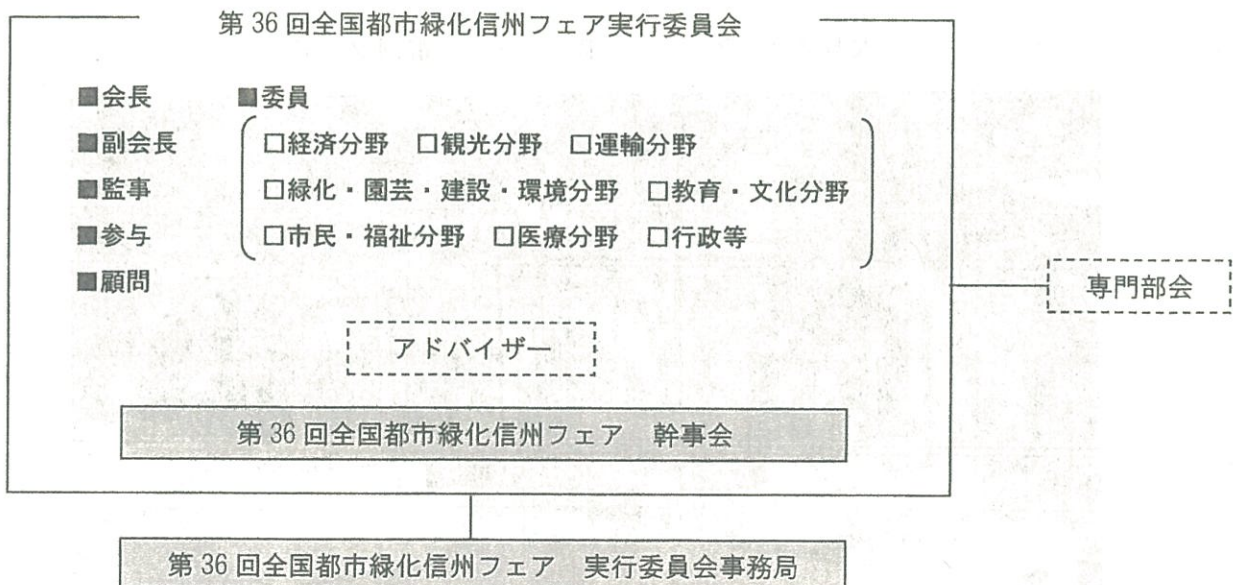 第36回全国都市緑化信州フェア実行委員会
■会長 ■委員
■副会長 □経済分野 □観光分野 □運輸分野
■監事 □緑化・園芸・建設・環境分野 □教育・文化分野
■参与 □市民・福祉分野 □医療分野 □行政等
■顧問
専門部会
アドバイザー
第36回全国都市緑化信州フェア 幹事会
第36回全国都市緑化信州フェア 実行委員会事務局